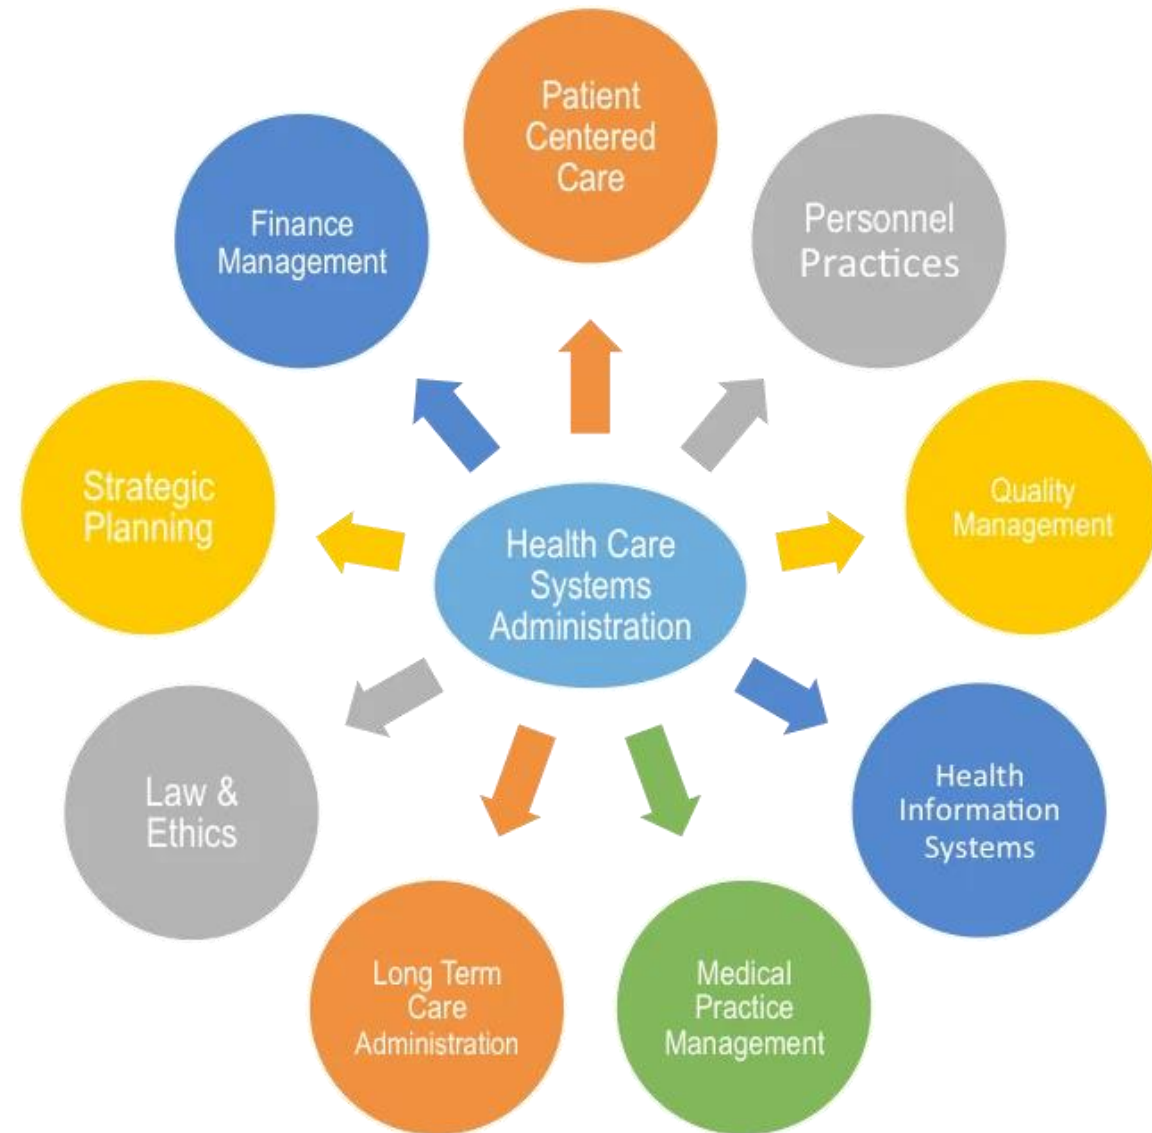 Patient
Centered
Care
Personnel
Practices
Quality
Management
Health
Information
Systems
Medical
Practice
Management
Long Term
Care
Administration
Law &
Ethics
Strategic
Planning
Finance
Management
Health Care
Systems
Administration